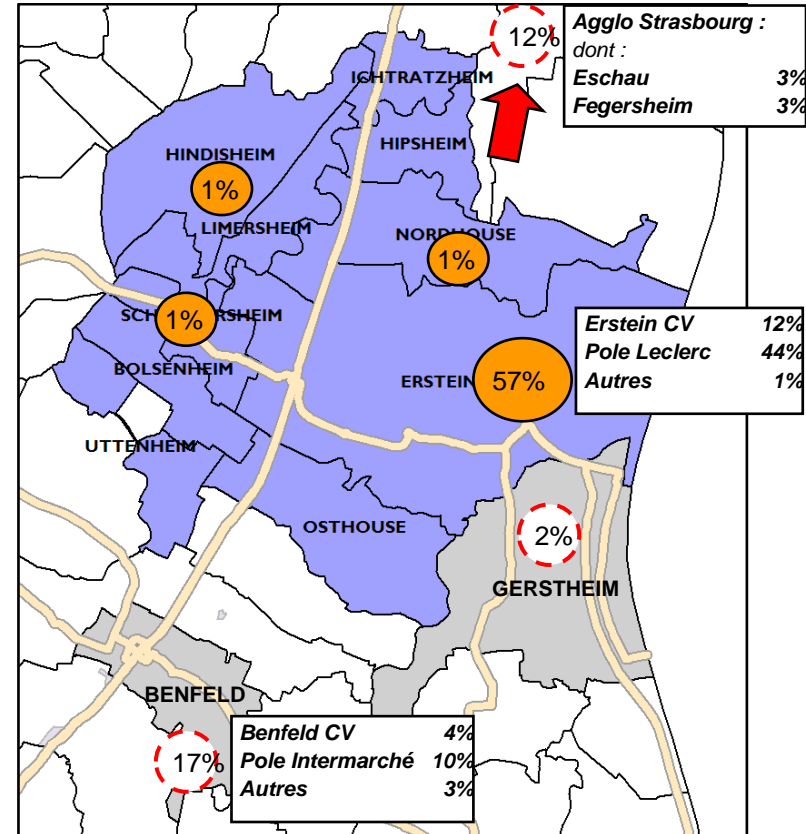 12%
Agglo Strasbourg :
dont :
Eschau 3%
Fegersheim 3%
ICHTRATZHEIM
HIPSHEIM
HINDISHEIM
1%
LIMERSHEIM
NORDHOUSE
1%
1%
BOLSENHEIM
Erstein CV 12%
Pole Leclerc 44%
Autres 1%
ERSTEIN
57%
UTTENHEIM
OSTHOUSE
2%
GERSTHEIM
BENFELD
17%
Benfeld CV 4%
Pole Intermarché 10%
Autres 3%